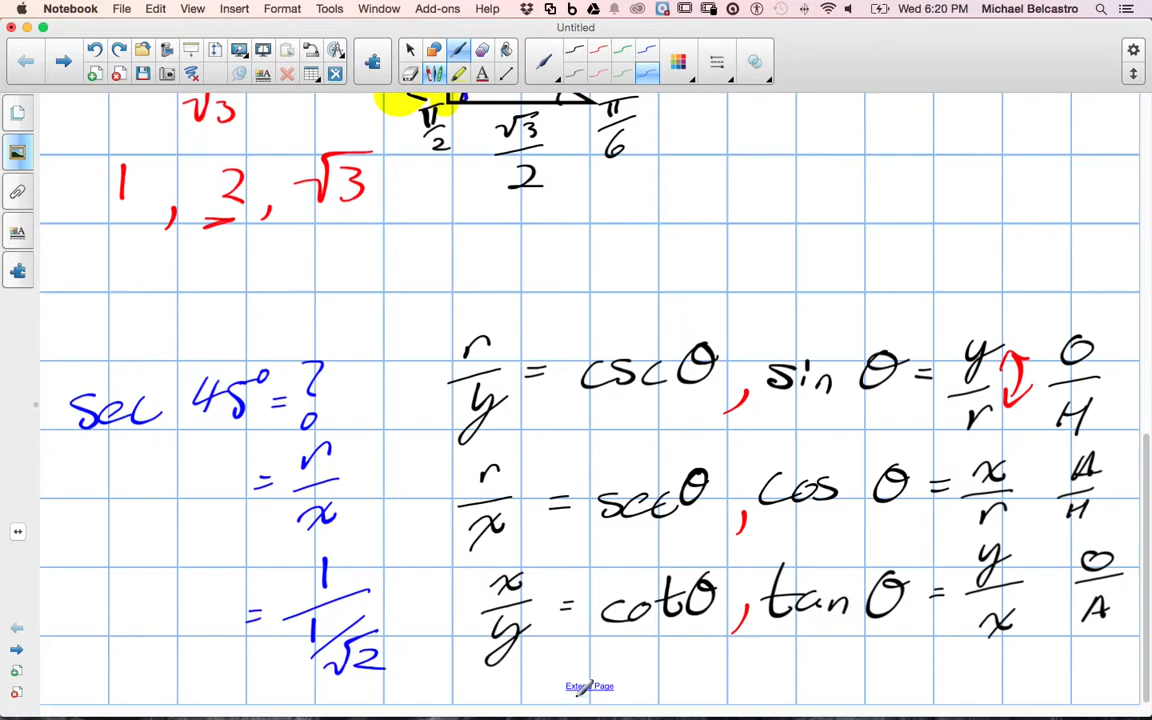 Notebook File Edit View Insert Format Tools Window Add-ons Help Wed 6:20 PM Michael Belcastro
Untitled
√3
π/2
√3/2
π/6
1 , 2 , √3
r/y = cscθ , sin θ = y/r O/H
sec 45° = ?
= r/x
r/x = secθ , cos θ = x/r A/H
= 1/1/√2
x/y = cotθ , tan θ = y/x O/A
Extend Page